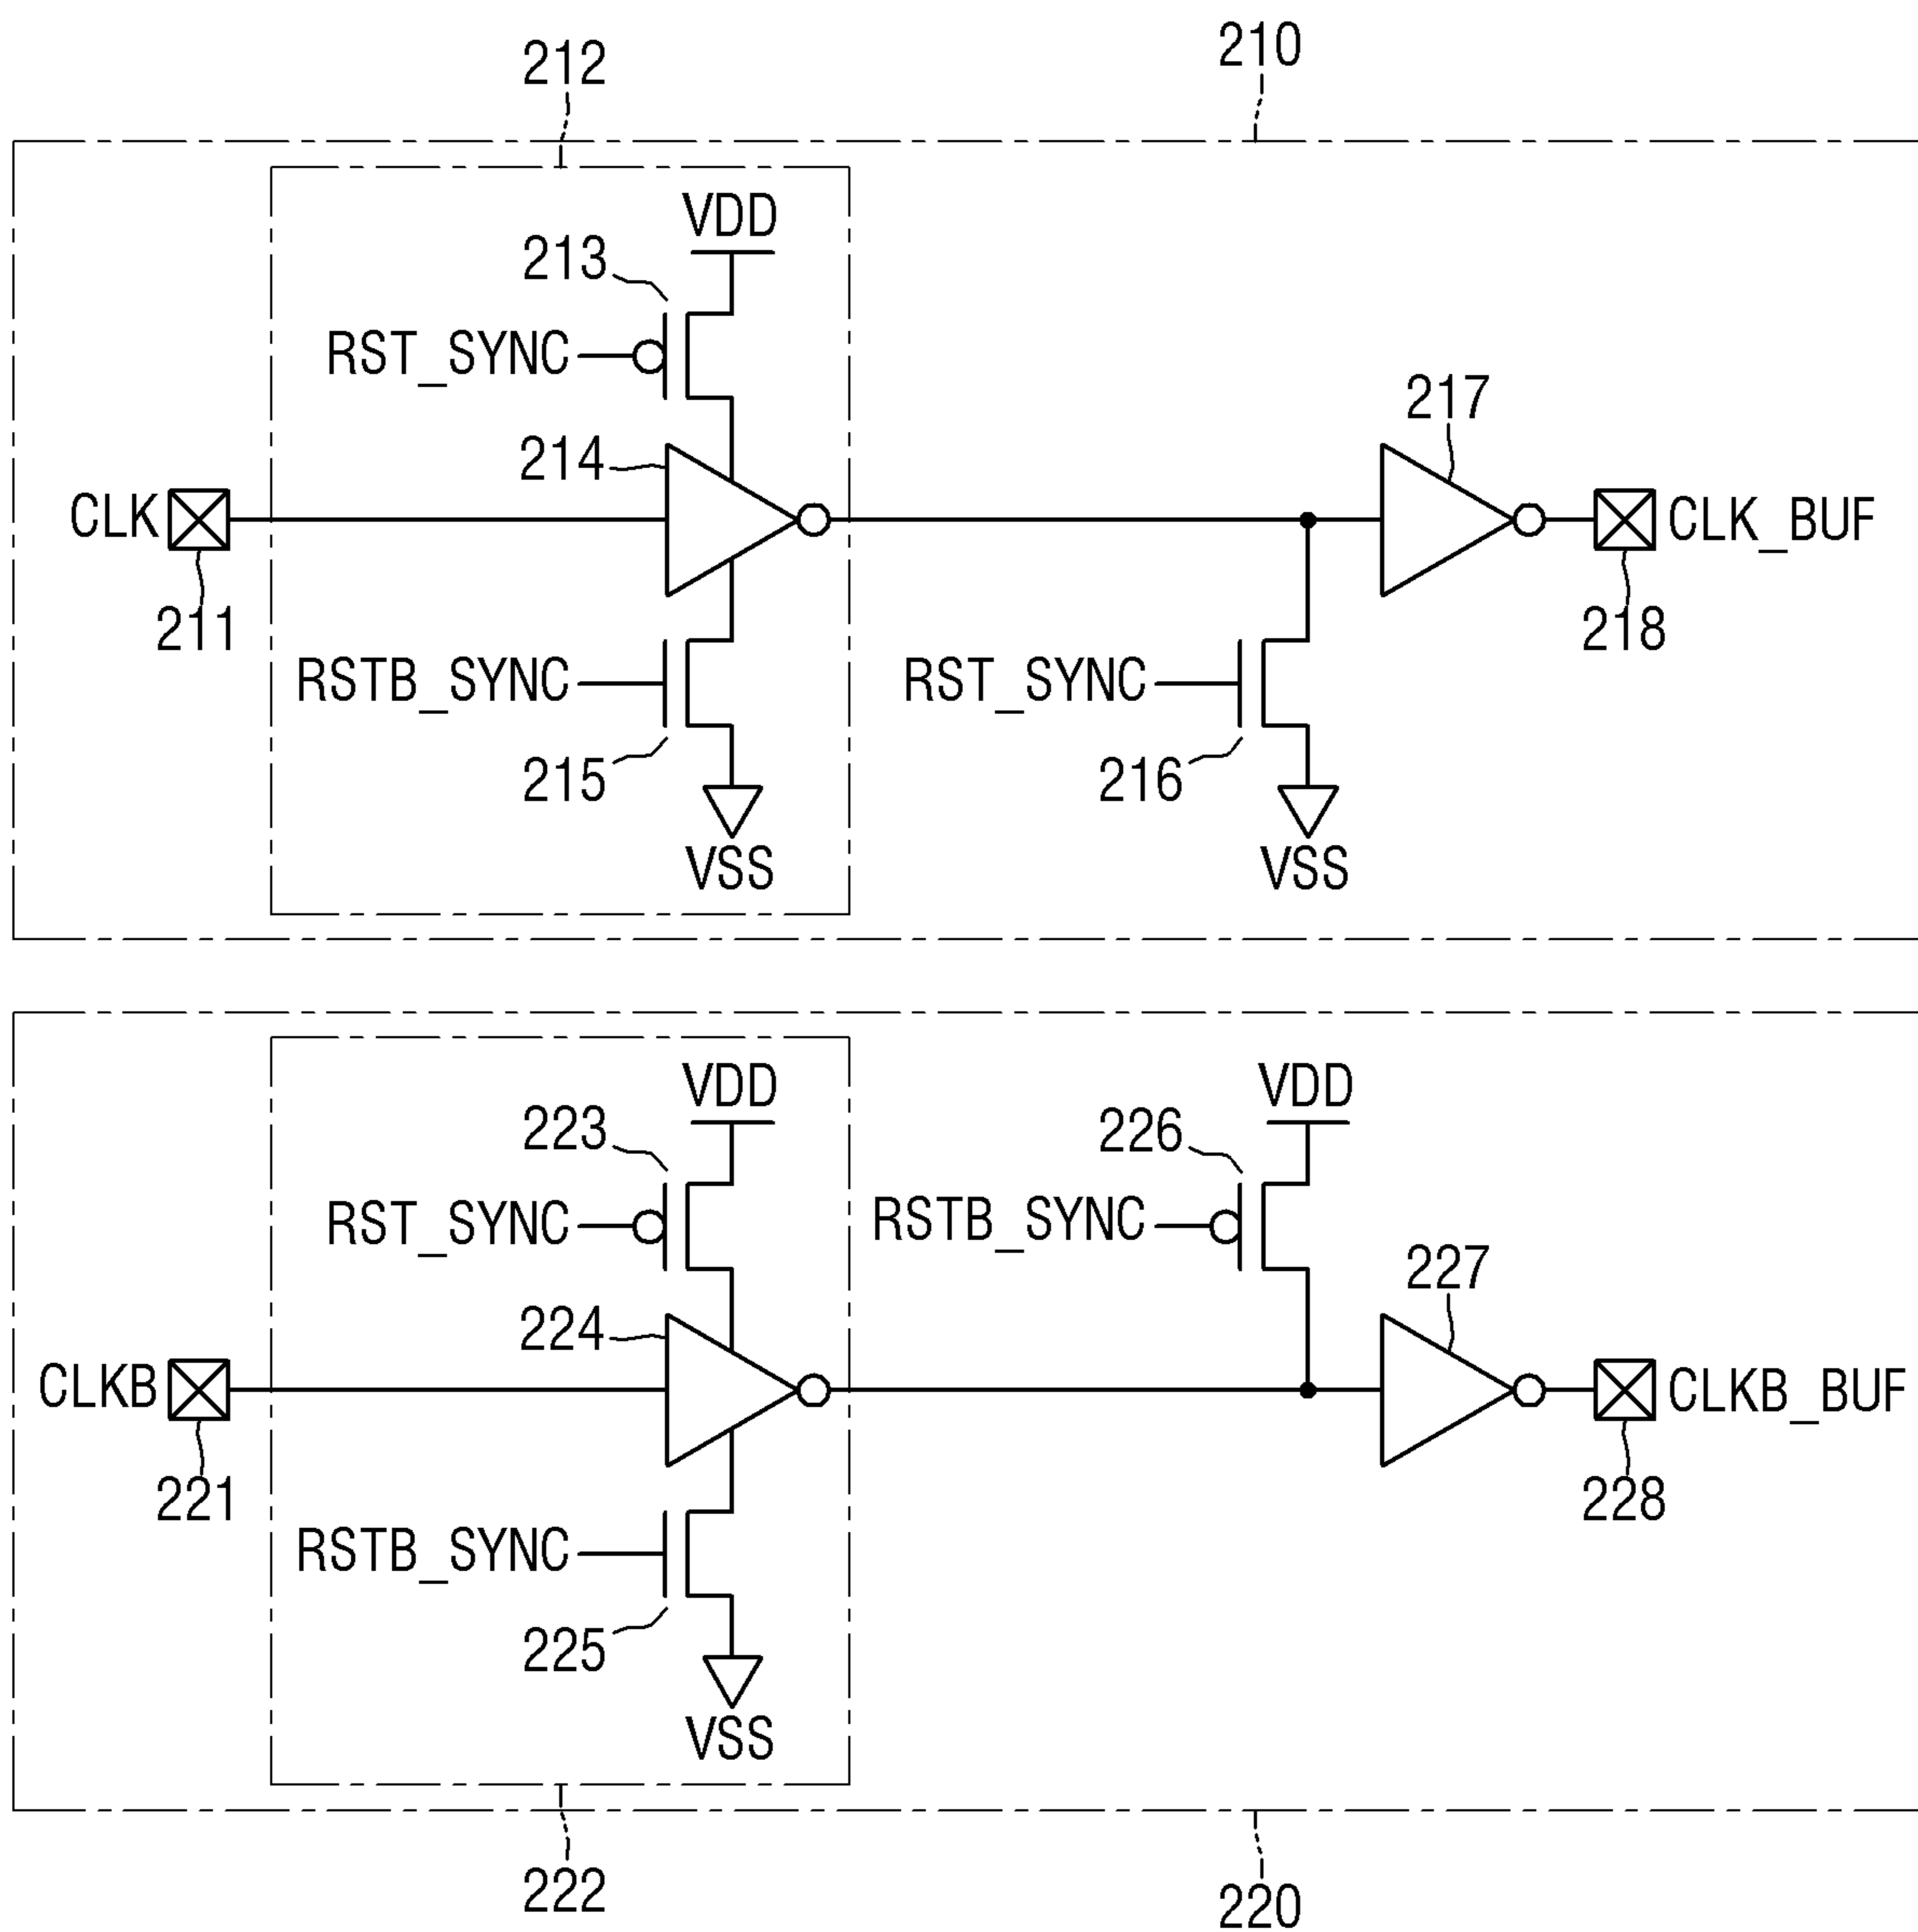 212
210
VDD
213
RST_SYNC
214
217
CLK
CLK_BUF
211
218
RSTB_SYNC
RST_SYNC
215
216
VSS
VSS
VDD
VDD
223
226
RST_SYNC
RSTB_SYNC
224
227
CLKB
CLKB_BUF
221
228
RSTB_SYNC
225
VSS
222
220